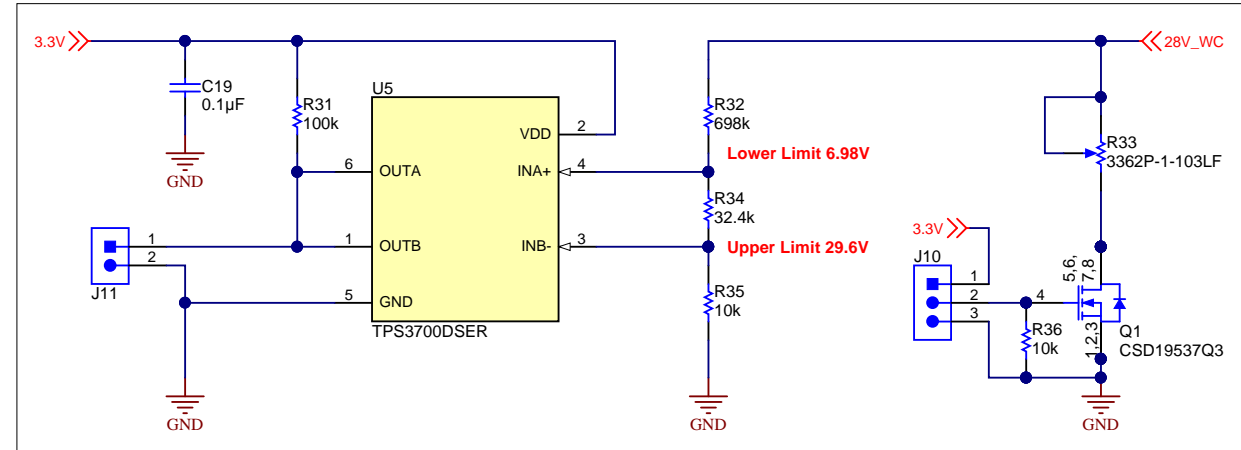 3.3V
28V_WC
C19
0.1µF
GND
R31
100k
U5
VDD
2
6
OUTA
INA+
4
1
OUTB
INB-
3
5
GND
TPS3700DSER
1
2
J11
GND
R32
698k
Lower Limit 6.98V
R34
32.4k
Upper Limit 29.6V
R35
10k
GND
R33
3362P-1-103LF
3.3V
J10
1
2
3
R36
10k
4
5,6,
7,8
1,2,3
Q1
CSD19537Q3
GND